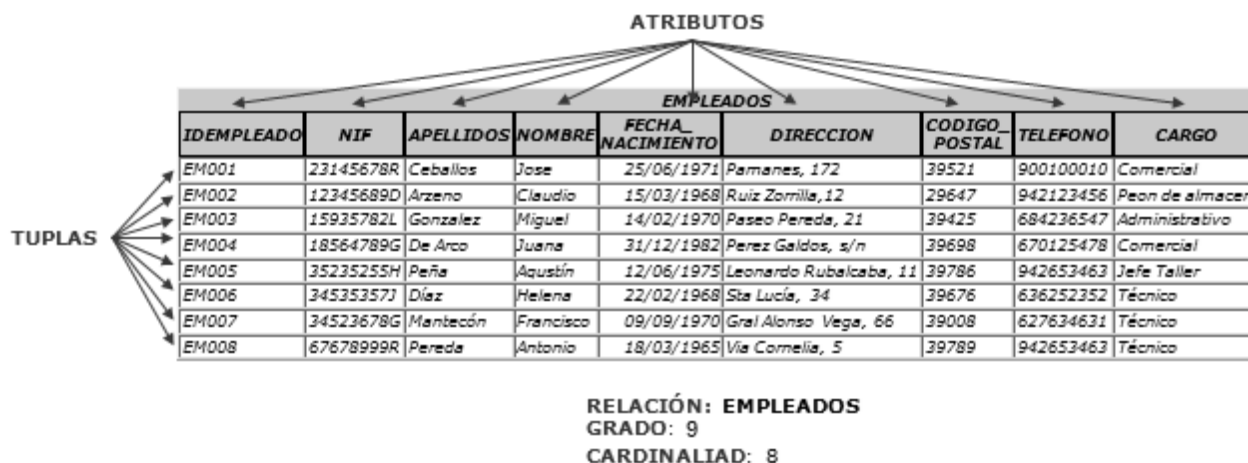 ATRIBUTOS
EMPLEADOS
IDEMPLEADO NIF APELLIDOS NOMBRE FECHA_NACIMIENTO DIRECCION CODIGO_POSTAL TELEFONO CARGO
EM001 23145678R Ceballos Jose 25/06/1971 Pamanes, 172 39521 900100010 Comercial
EM002 12345689D Arzeno Claudio 15/03/1968 Ruiz Zorrilla,12 29647 942123456 Peon de almacen
EM003 15935782L Gonzalez Miguel 14/02/1970 Paseo Pereda, 21 39425 684236547 Administrativo
TUPLAS
EM004 18564789G De Arco Juana 31/12/1982 Perez Galdos, s/n 39698 670125478 Comercial
EM005 35235255H Peña Agustín 12/06/1975 Leonardo Rubalcaba, 11 39786 942653463 Jefe Taller
EM006 34535357J Díaz Helena 22/02/1968 Sta Lucía, 34 39676 636252352 Técnico
EM007 34523678G Mantecón Francisco 09/09/1970 Gral Alonso Vega, 66 39008 627634631 Técnico
EM008 67678999R Pereda Antonio 18/03/1965 Via Cornelia, 5 39789 942653463 Técnico
RELACIÓN: EMPLEADOS
GRADO: 9
CARDINALIAD: 8